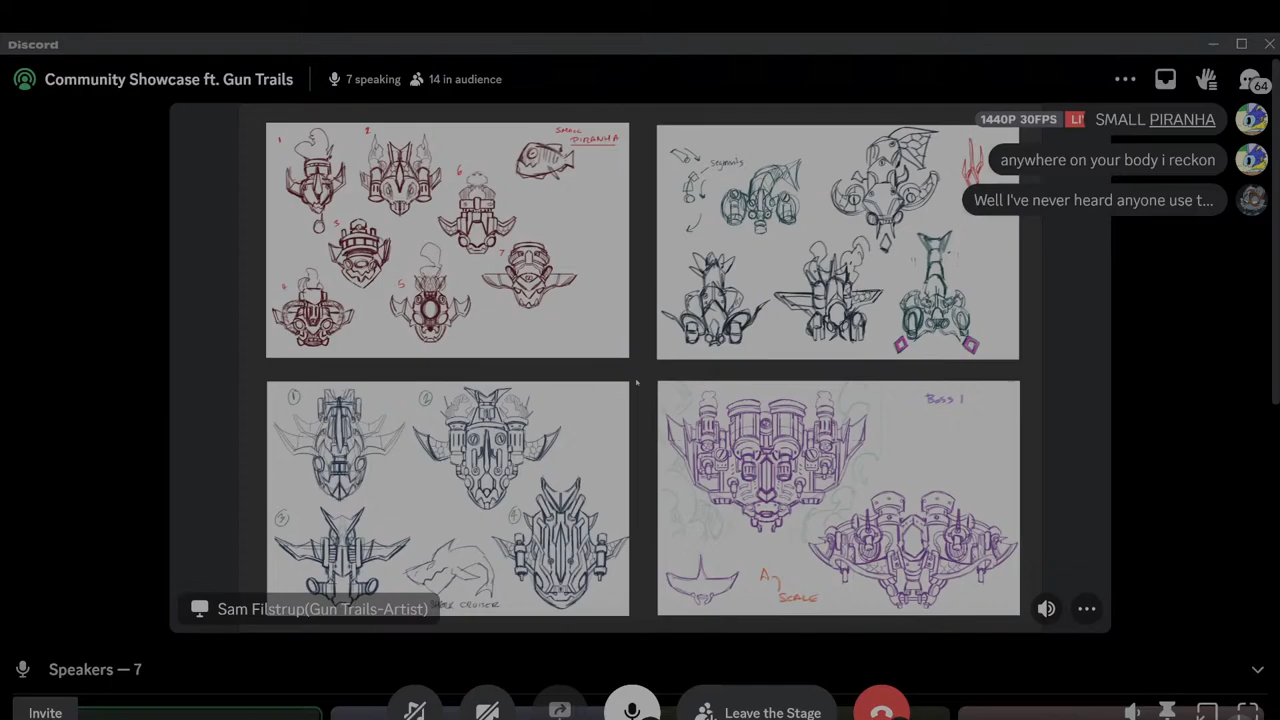 Discord
Community Showcase ft. Gun Trails
7 speaking
14 in audience
64
1440P 30FPS
SMALL PIRANHA
anywhere on your body i reckon
Well I've never heard anyone use t...
1
2
SMALL
PIRANHA
6
3
7
4
5
segments
1
2
3
4
CRUISER
Boss 1
SCALE
Sam Filstrup(Gun Trails-Artist)
Speakers — 7
Invite
Leave the Stage